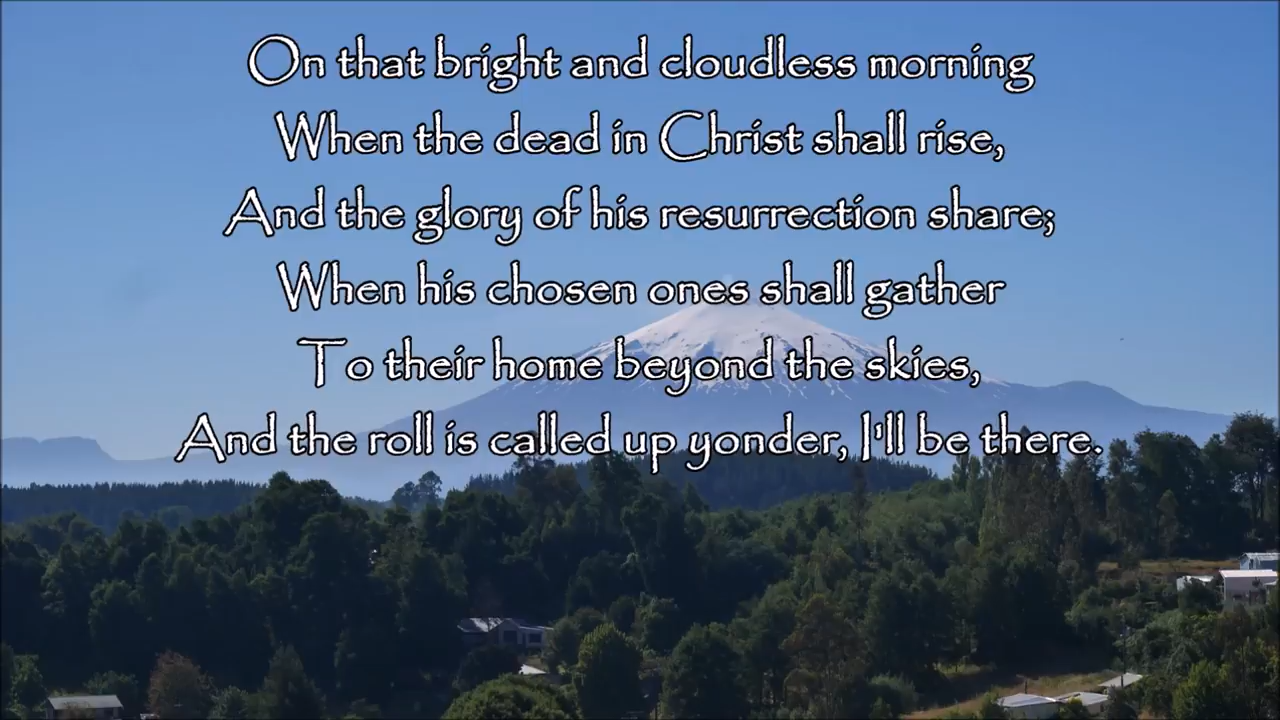 On that bright and cloudless morning
When the dead in Christ shall rise,
And the glory of his resurrection share;
When his chosen ones shall gather
To their home beyond the skies,
And the roll is called up yonder, I'll be there.